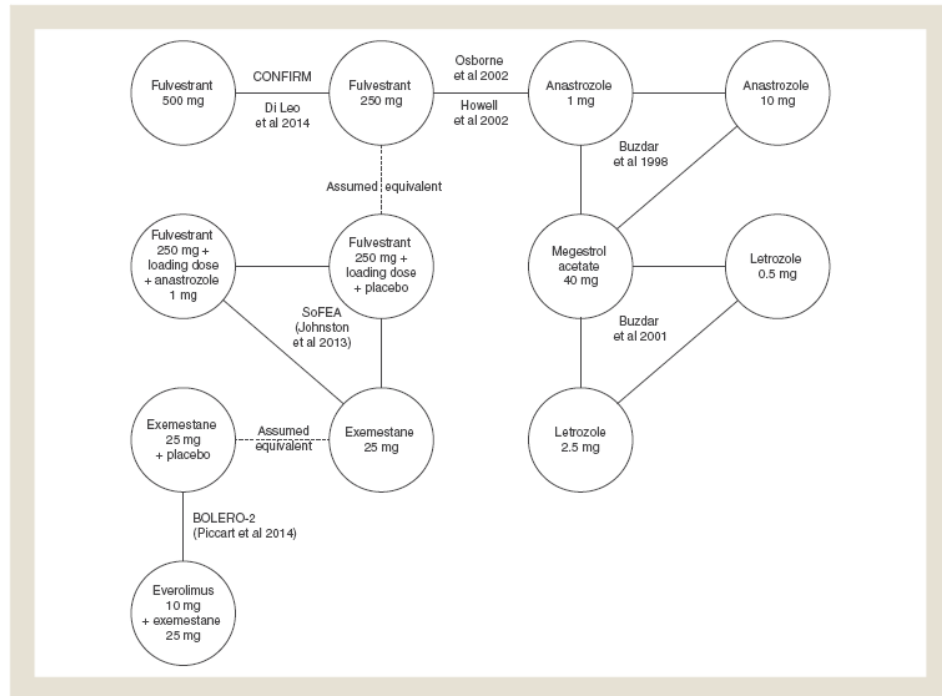 Fulvestrant
500 mg
CONFIRM
Di Leo
et al 2014
Fulvestrant
250 mg
Osborne
et al 2002
Howell
et al 2002
Anastrozole
1 mg
Anastrozole
10 mg
Buzdar
et al 1998
Assumed equivalent
Fulvestrant
250 mg +
loading dose
+ anastrozole
1 mg
Fulvestrant
250 mg +
loading dose
+ placebo
Megestrol
acetate
40 mg
Letrozole
0.5 mg
SoFEA
(Johnston
et al 2013)
Buzdar
et al 2001
Exemestane
25 mg
+ placebo
Assumed
equivalent
Exemestane
25 mg
Letrozole
2.5 mg
BOLERO-2
(Piccart et al 2014)
Everolimus
10 mg
+ exemestane
25 mg